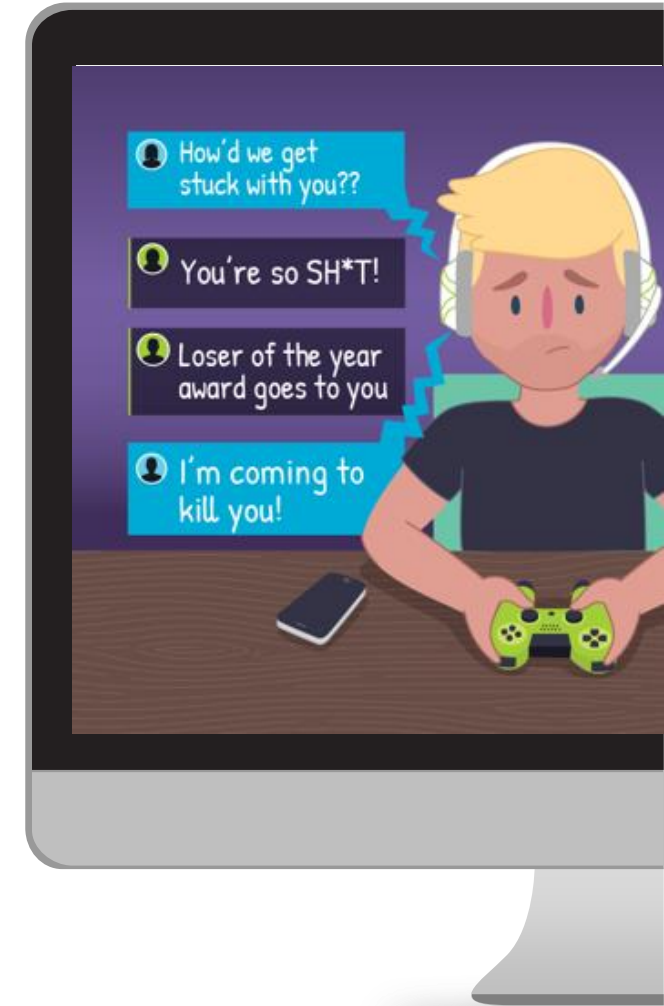 How'd we get
stuck with you??
You're so SH*T!
Loser of the year
award goes to you
I'm coming to
kill you!